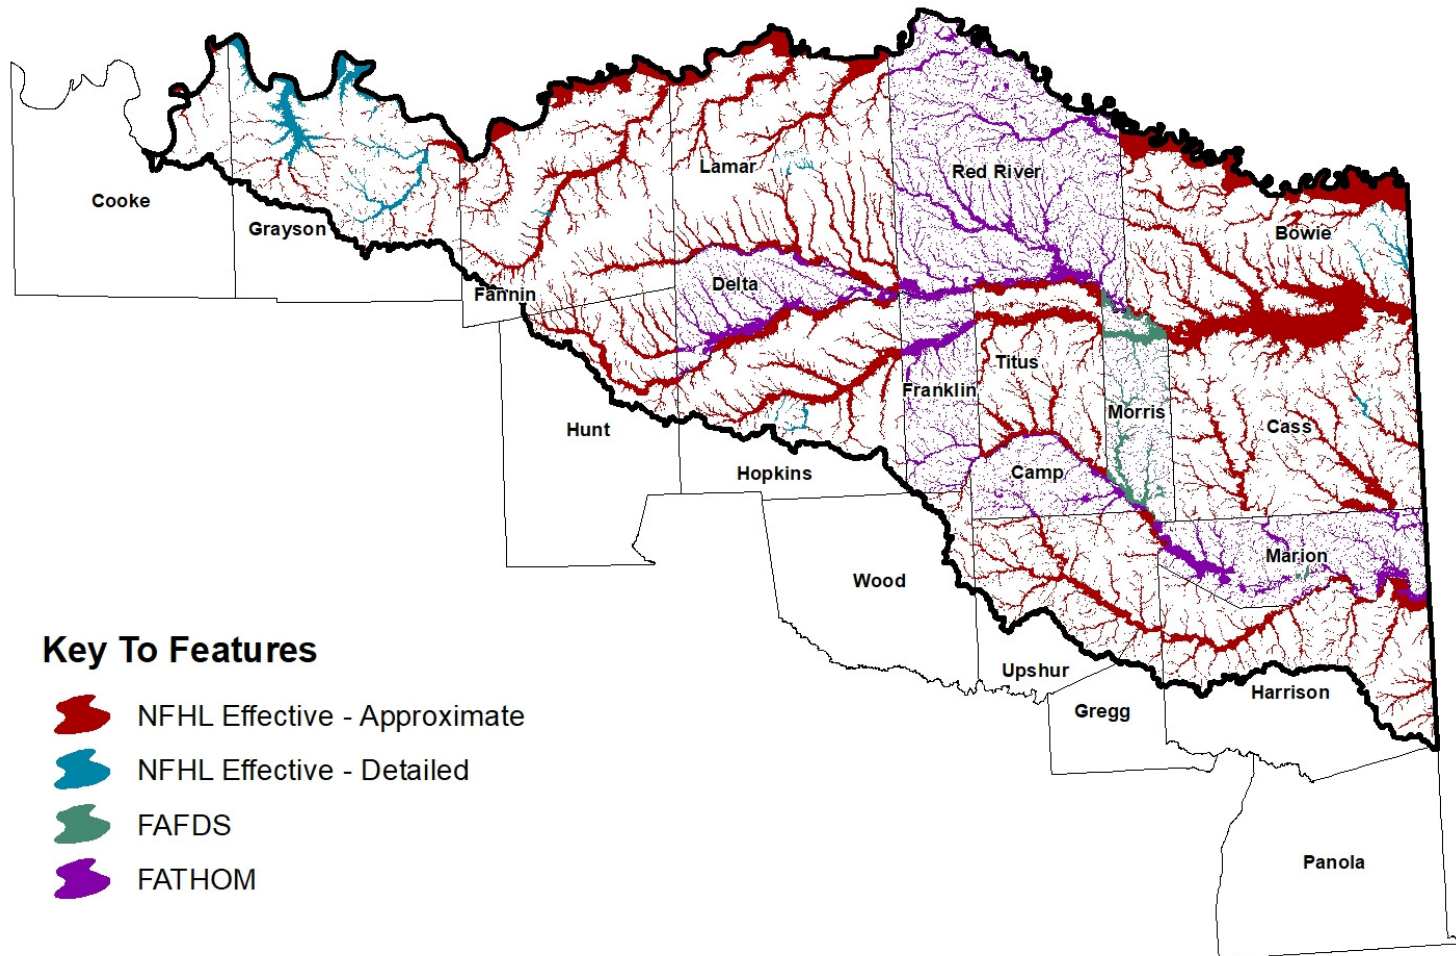 Lamar
Red River
Cooke
Grayson
Bowie
Delta
Fannin
Titus
Franklin
Morris
Cass
Hunt
Camp
Hopkins
Marion
Wood
Upshur
Harrison
Gregg
Panola
Key To Features
NFHL Effective - Approximate
NFHL Effective - Detailed
FAFDS
FATHOM